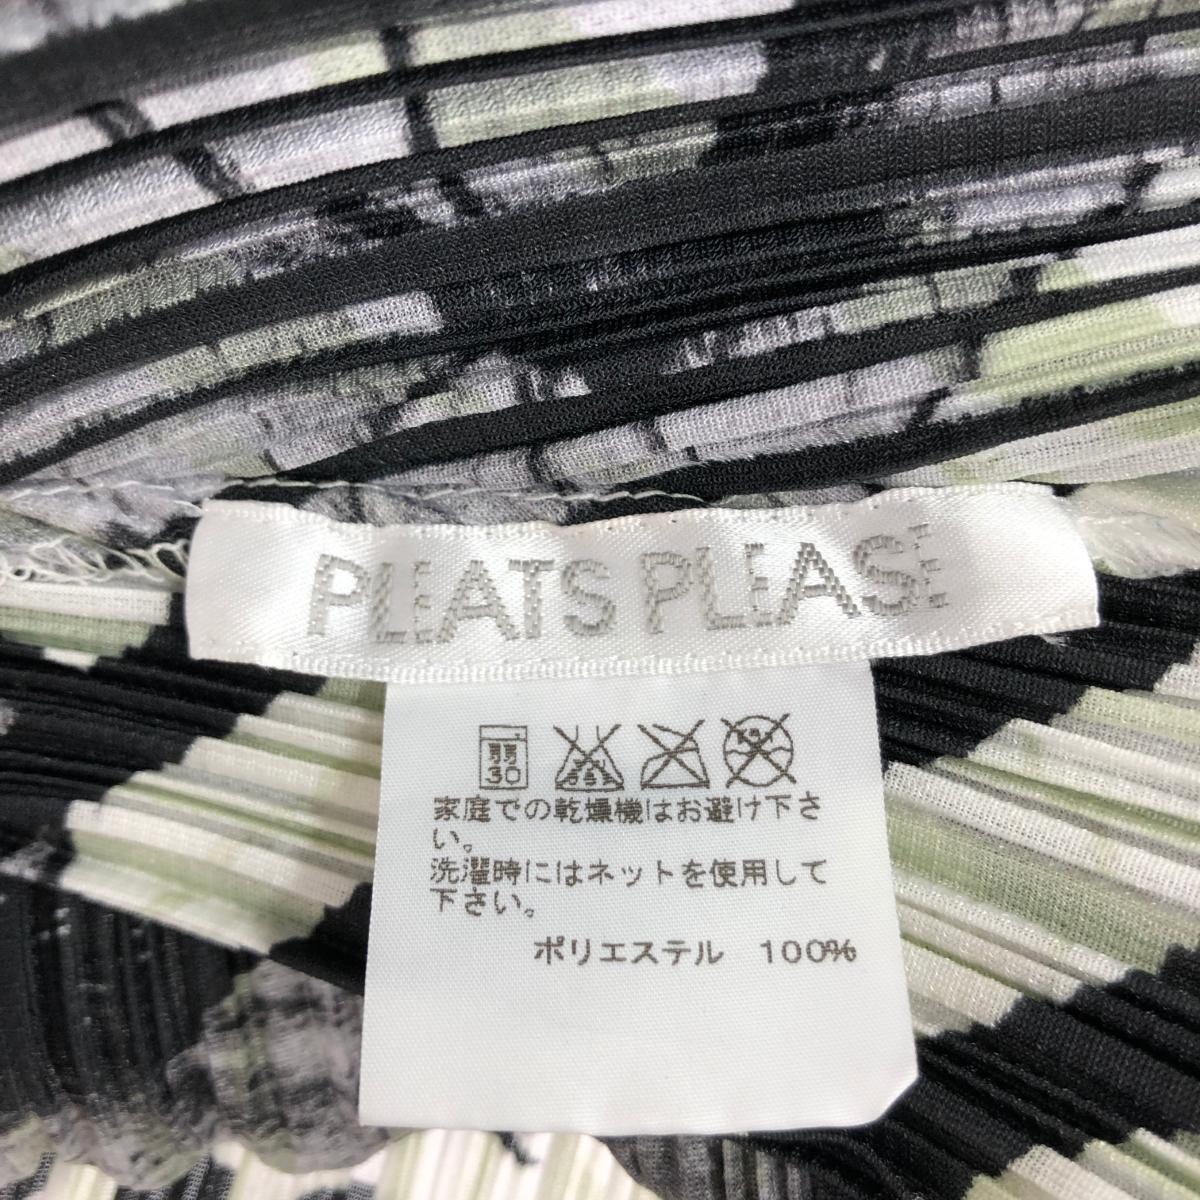 PLEATS PLEASE
弱
30
家庭での乾燥機はお避け下さ
い。
洗濯時にはネットを使用して
下さい。
ポリエステル 100%